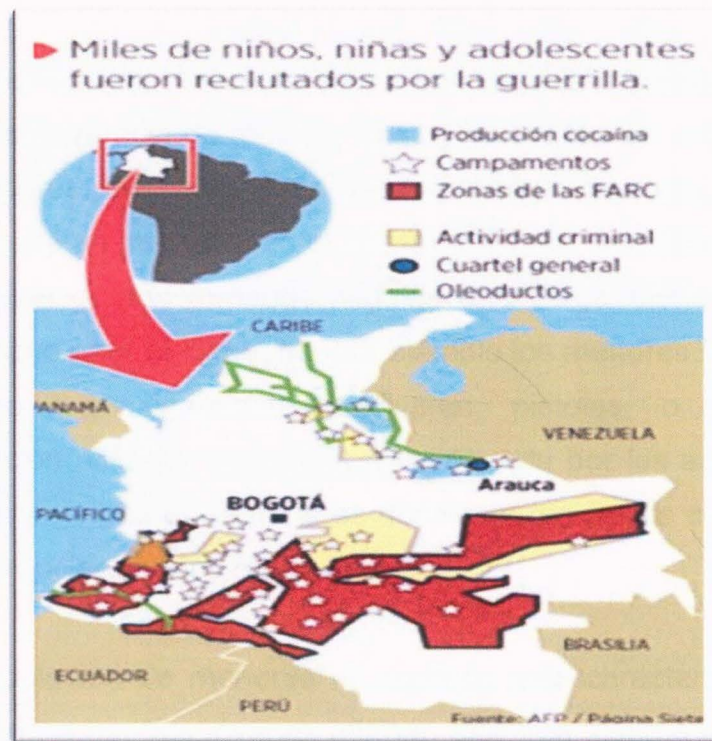 Miles de niños, niñas y adolescentes
fueron reclutados por la guerrilla.
Producción cocaína
Campamentos
Zonas de las FARC
Actividad criminal
Cuartel general
Oleoductos
CARIBE
PANAMÁ
VENEZUELA
Arauca
BOGOTÁ
PACÍFICO
BRASILIA
ECUADOR
PERÚ
Fuente: AFP / Página Siete